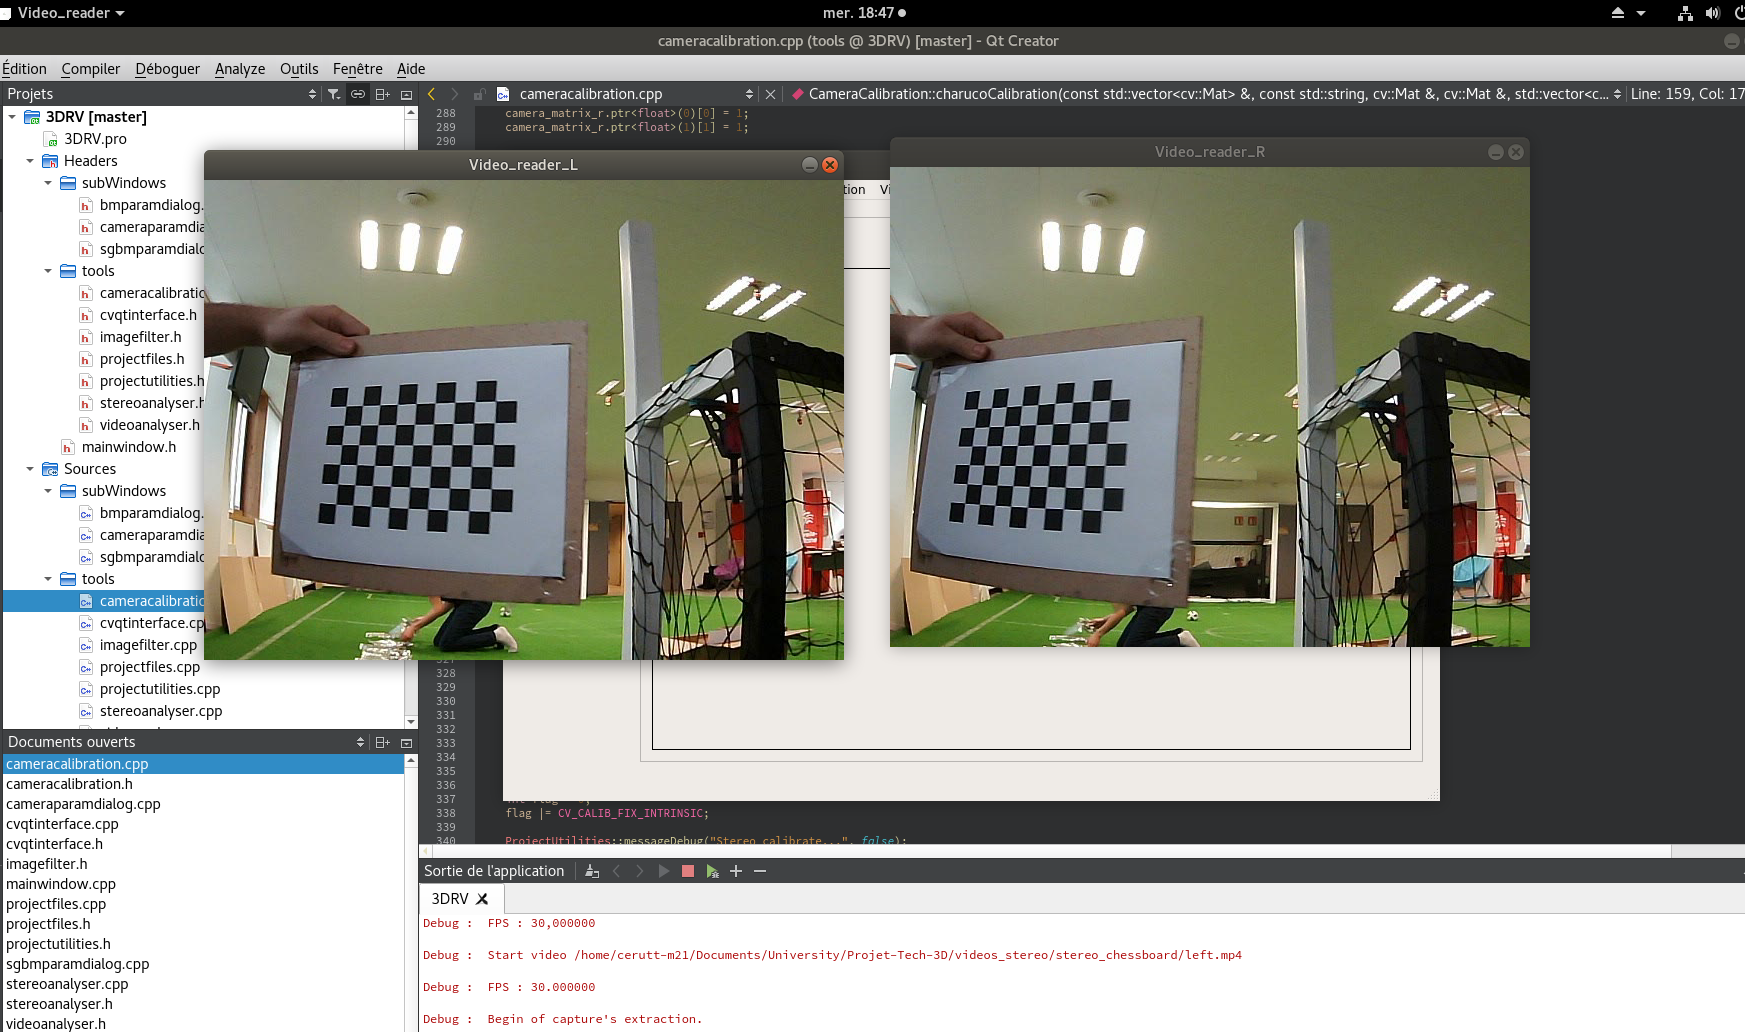 Video_reader
mer. 18:47
cameracalibration.cpp (tools @ 3DRV) [master] - Qt Creator
Édition Compiler Déboguer Analyze Outils Fenêtre Aide
Projets
cameracalibration.cpp
CameraCalibration::charucoCalibration(const std::vector<cv::Mat> &, const std::string, cv::Mat &, cv::Mat &, std::vector<c...
Line: 159, Col: 17
3DRV [master]
3DRV.pro
Headers
subWindows
bmparamdialog.
cameraparamdia
sgbmparamdialo
tools
cameracalibratio
cvqtinterface.h
imagefilter.h
projectfiles.h
projectutilities.h
stereoanalyser.h
videoanalyser.h
mainwindow.h
Sources
subWindows
bmparamdialog.
cameraparamdia
sgbmparamdialo
tools
cameracalibratio
cvqtinterface.cp
imagefilter.cpp
projectfiles.cpp
projectutilities.cpp
stereoanalyser.cpp
288 camera_matrix_r.ptr<float>(0)[0] = 1;
289 camera_matrix_r.ptr<float>(1)[1] = 1;
290
Video_reader_L
tion Vi
Video_reader_R
327
328
329
330
331
332
333
334
335
336
337
338 flag |= CV_CALIB_FIX_INTRINSIC;
339
340 ProjectUtilities::messageDebug("Stereo calibrate...", false);
Documents ouverts
cameracalibration.cpp
cameracalibration.h
cameraparamdialog.cpp
cvqtinterface.cpp
cvqtinterface.h
imagefilter.h
mainwindow.cpp
projectfiles.cpp
projectfiles.h
projectutilities.h
sgbmparamdialog.cpp
stereoanalyser.cpp
stereoanalyser.h
videoanalyser.h
Sortie de l'application
3DRV
Debug : FPS : 30,000000
Debug : Start video /home/cerutt-m21/Documents/University/Projet-Tech-3D/videos_stereo/stereo_chessboard/left.mp4
Debug : FPS : 30.000000
Debug : Begin of capture's extraction.